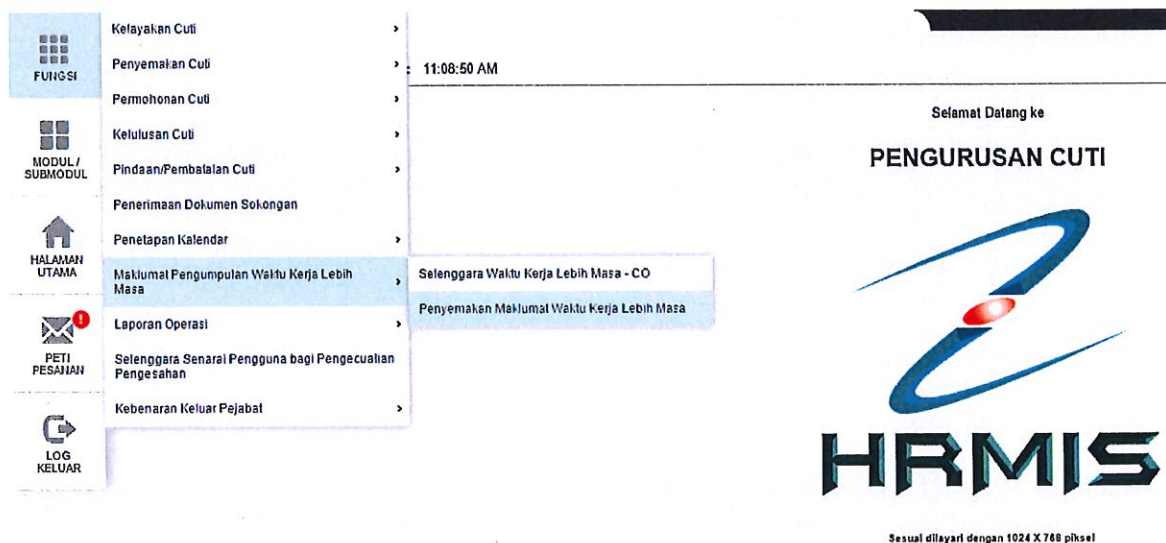 FUNGSI
MODUL /
SUBMODUL
HALAMAN
UTAMA
!
PETI
PESANAN
LOG
KELUAR
Kelayakan Cuti
Penyemakan Cuti
Permohonan Cuti
Kelulusan Cuti
Pindaan/Pembatalan Cuti
Penerimaan Dokumen Sokongan
Penetapan Kalendar
Maklumat Pengumpulan Waktu Kerja Lebih
Masa
Laporan Operasi
Selenggara Senarai Pengguna bagi Pengecualian
Pengesahan
Kebenaran Keluar Pejabat
Selenggara Waktu Kerja Lebih Masa - CO
Penyemakan Maklumat Waktu Kerja Lebih Masa
: 11:08:50 AM
Selamat Datang ke
PENGURUSAN CUTI
HRMIS
Sesuai dilayari dengan 1024 X 768 piksel